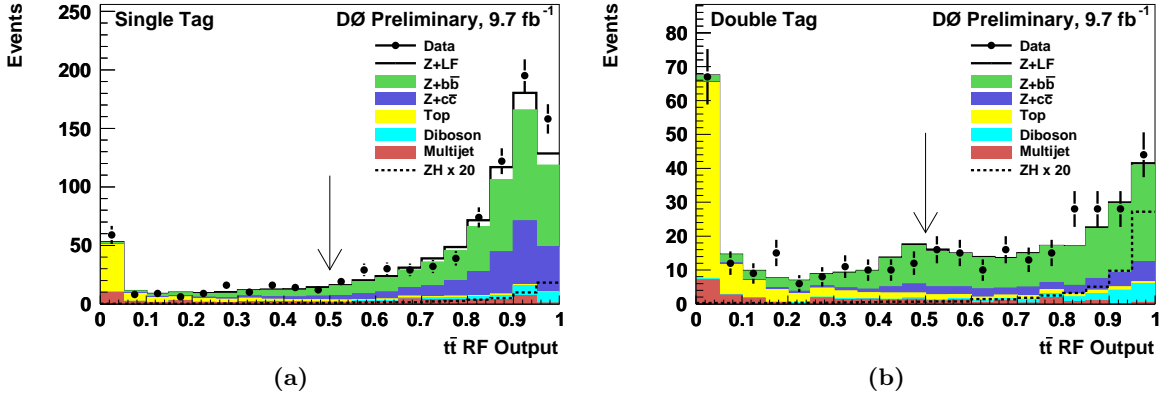 Single Tag
DØ Preliminary, 9.7 fb⁻¹
Events
250
200
150
100
50
0
Data
Z+LF
Z+bb̄
Z+cc̄
Top
Diboson
Multijet
ZH x 20
0 0.1 0.2 0.3 0.4 0.5 0.6 0.7 0.8 0.9 1
tt̄ RF Output
(a)
Double Tag
DØ Preliminary, 9.7 fb⁻¹
Events
80
70
60
50
40
30
20
10
0
Data
Z+LF
Z+bb̄
Z+cc̄
Top
Diboson
Multijet
ZH x 20
0 0.1 0.2 0.3 0.4 0.5 0.6 0.7 0.8 0.9 1
tt̄ RF Output
(b)